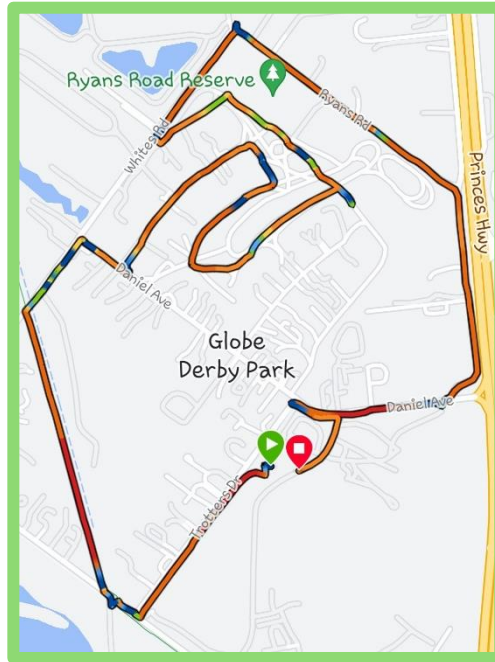 Ryans Road Reserve
Ryans Rd
Whites Rd
Princes Hwy
Daniel Ave
Globe
Derby Park
Daniel Ave
Trotters Dr